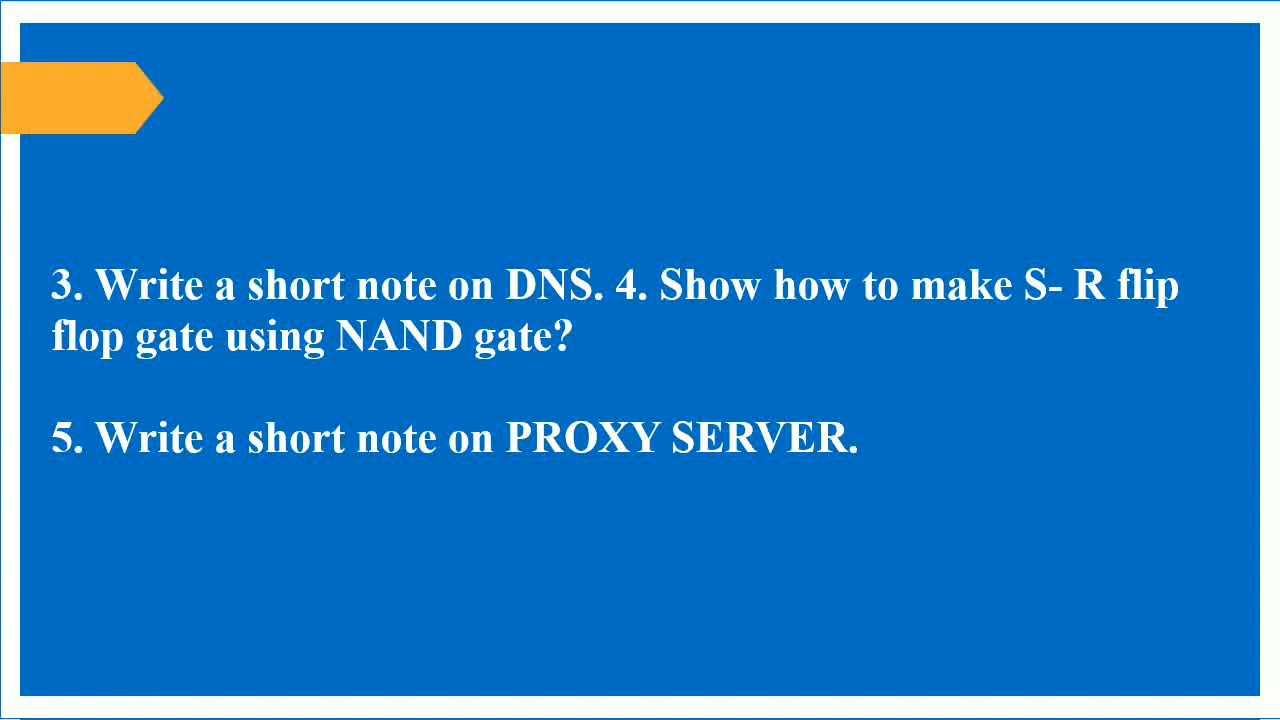 3. Write a short note on DNS. 4. Show how to make S- R flip
flop gate using NAND gate?
5. Write a short note on PROXY SERVER.